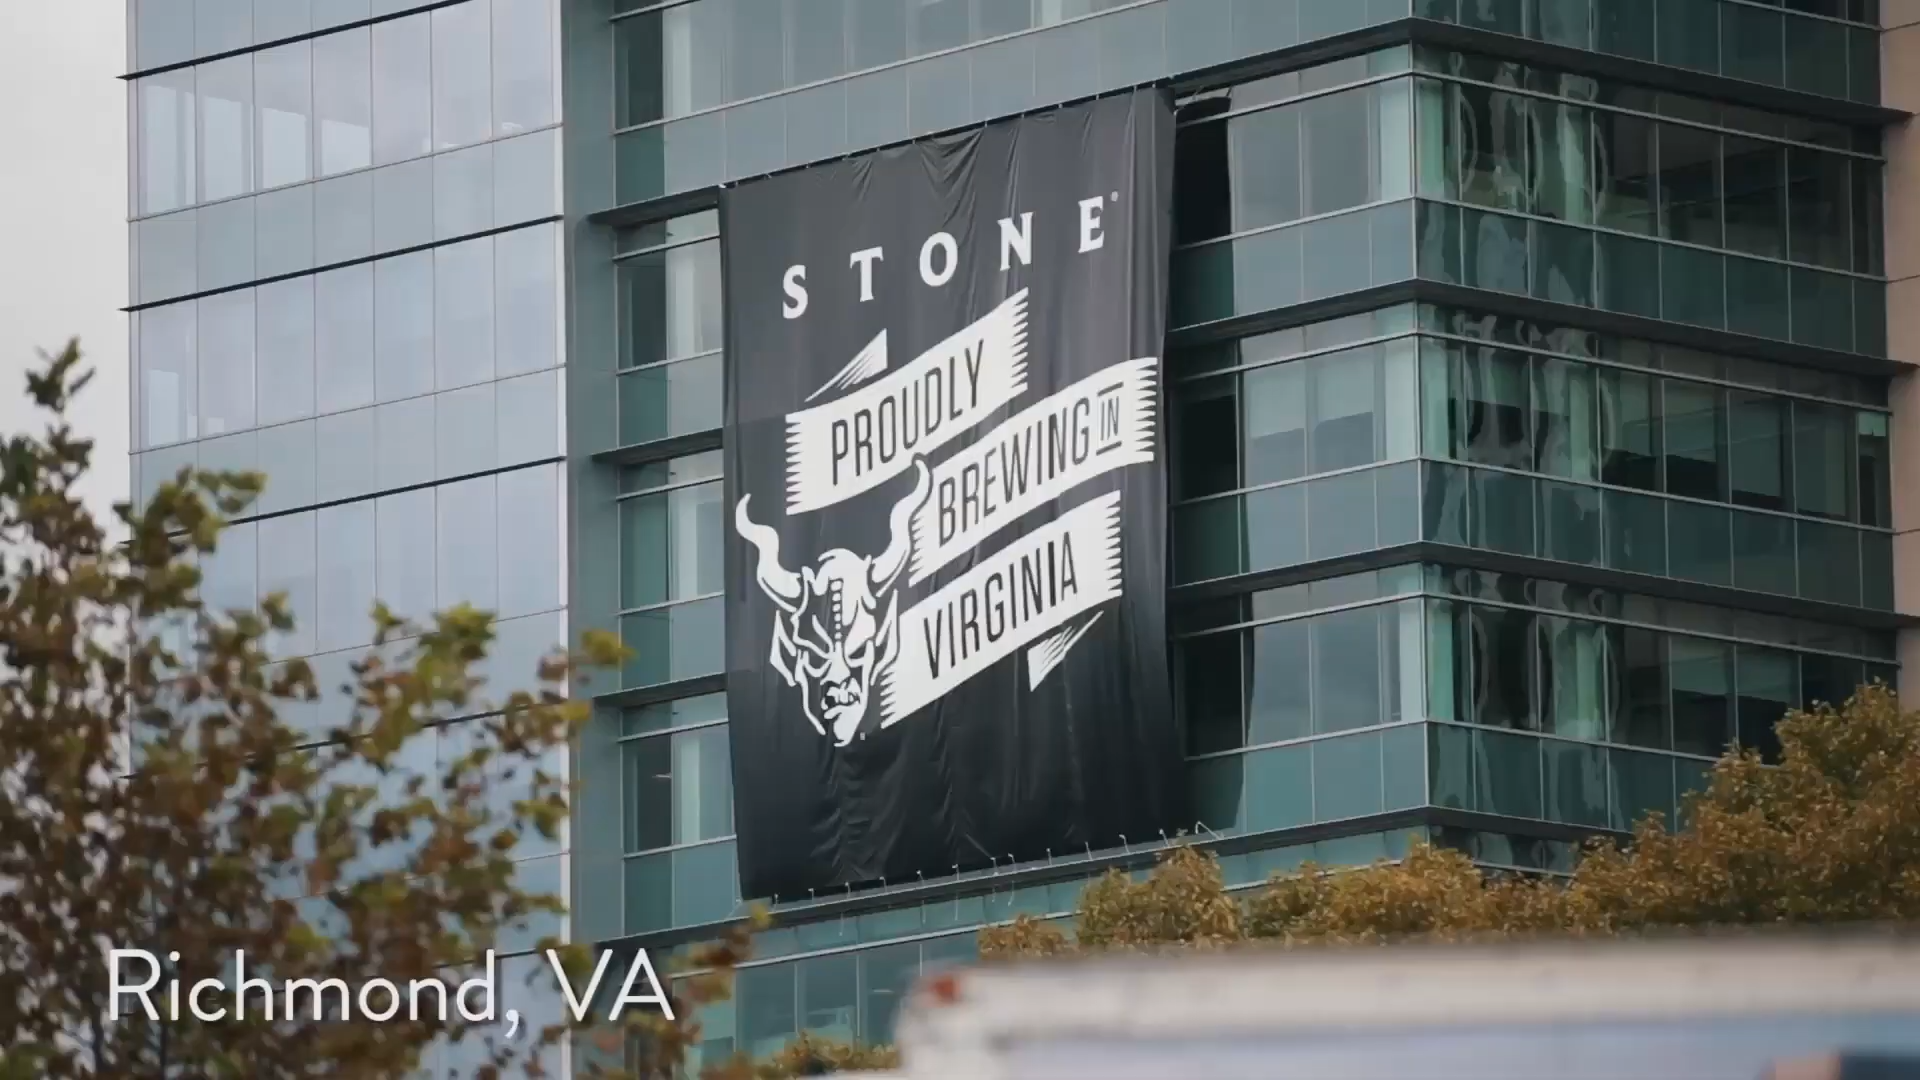 STONE®
PROUDLY
BREWING IN
VIRGINIA
Richmond, VA